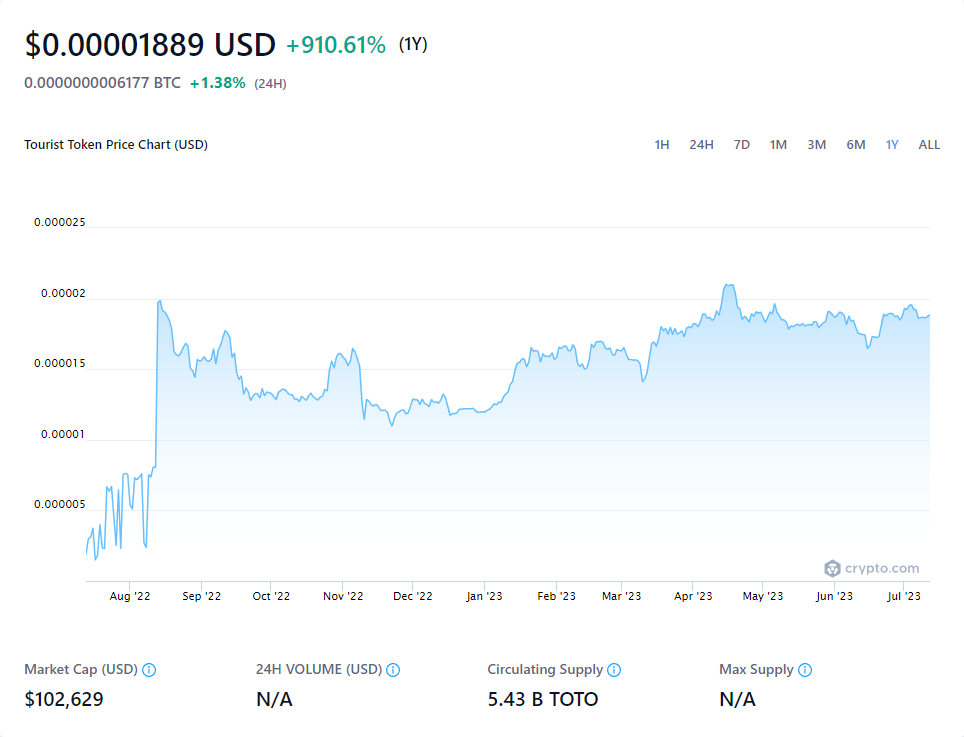 $0.00001889 USD +910.61% (1Y)
0.0000000006177 BTC +1.38% (24H)
Tourist Token Price Chart (USD) 1H 24H 7D 1M 3M 6M 1Y ALL
0.000025
0.00002
0.000015
0.00001
0.000005
crypto.com
Aug '22 Sep '22 Oct '22 Nov '22 Dec '22 Jan '23 Feb '23 Mar '23 Apr '23 May '23 Jun '23 Jul '23
Market Cap (USD) 24H VOLUME (USD) Circulating Supply Max Supply
$102,629 N/A 5.43 B TOTO N/A